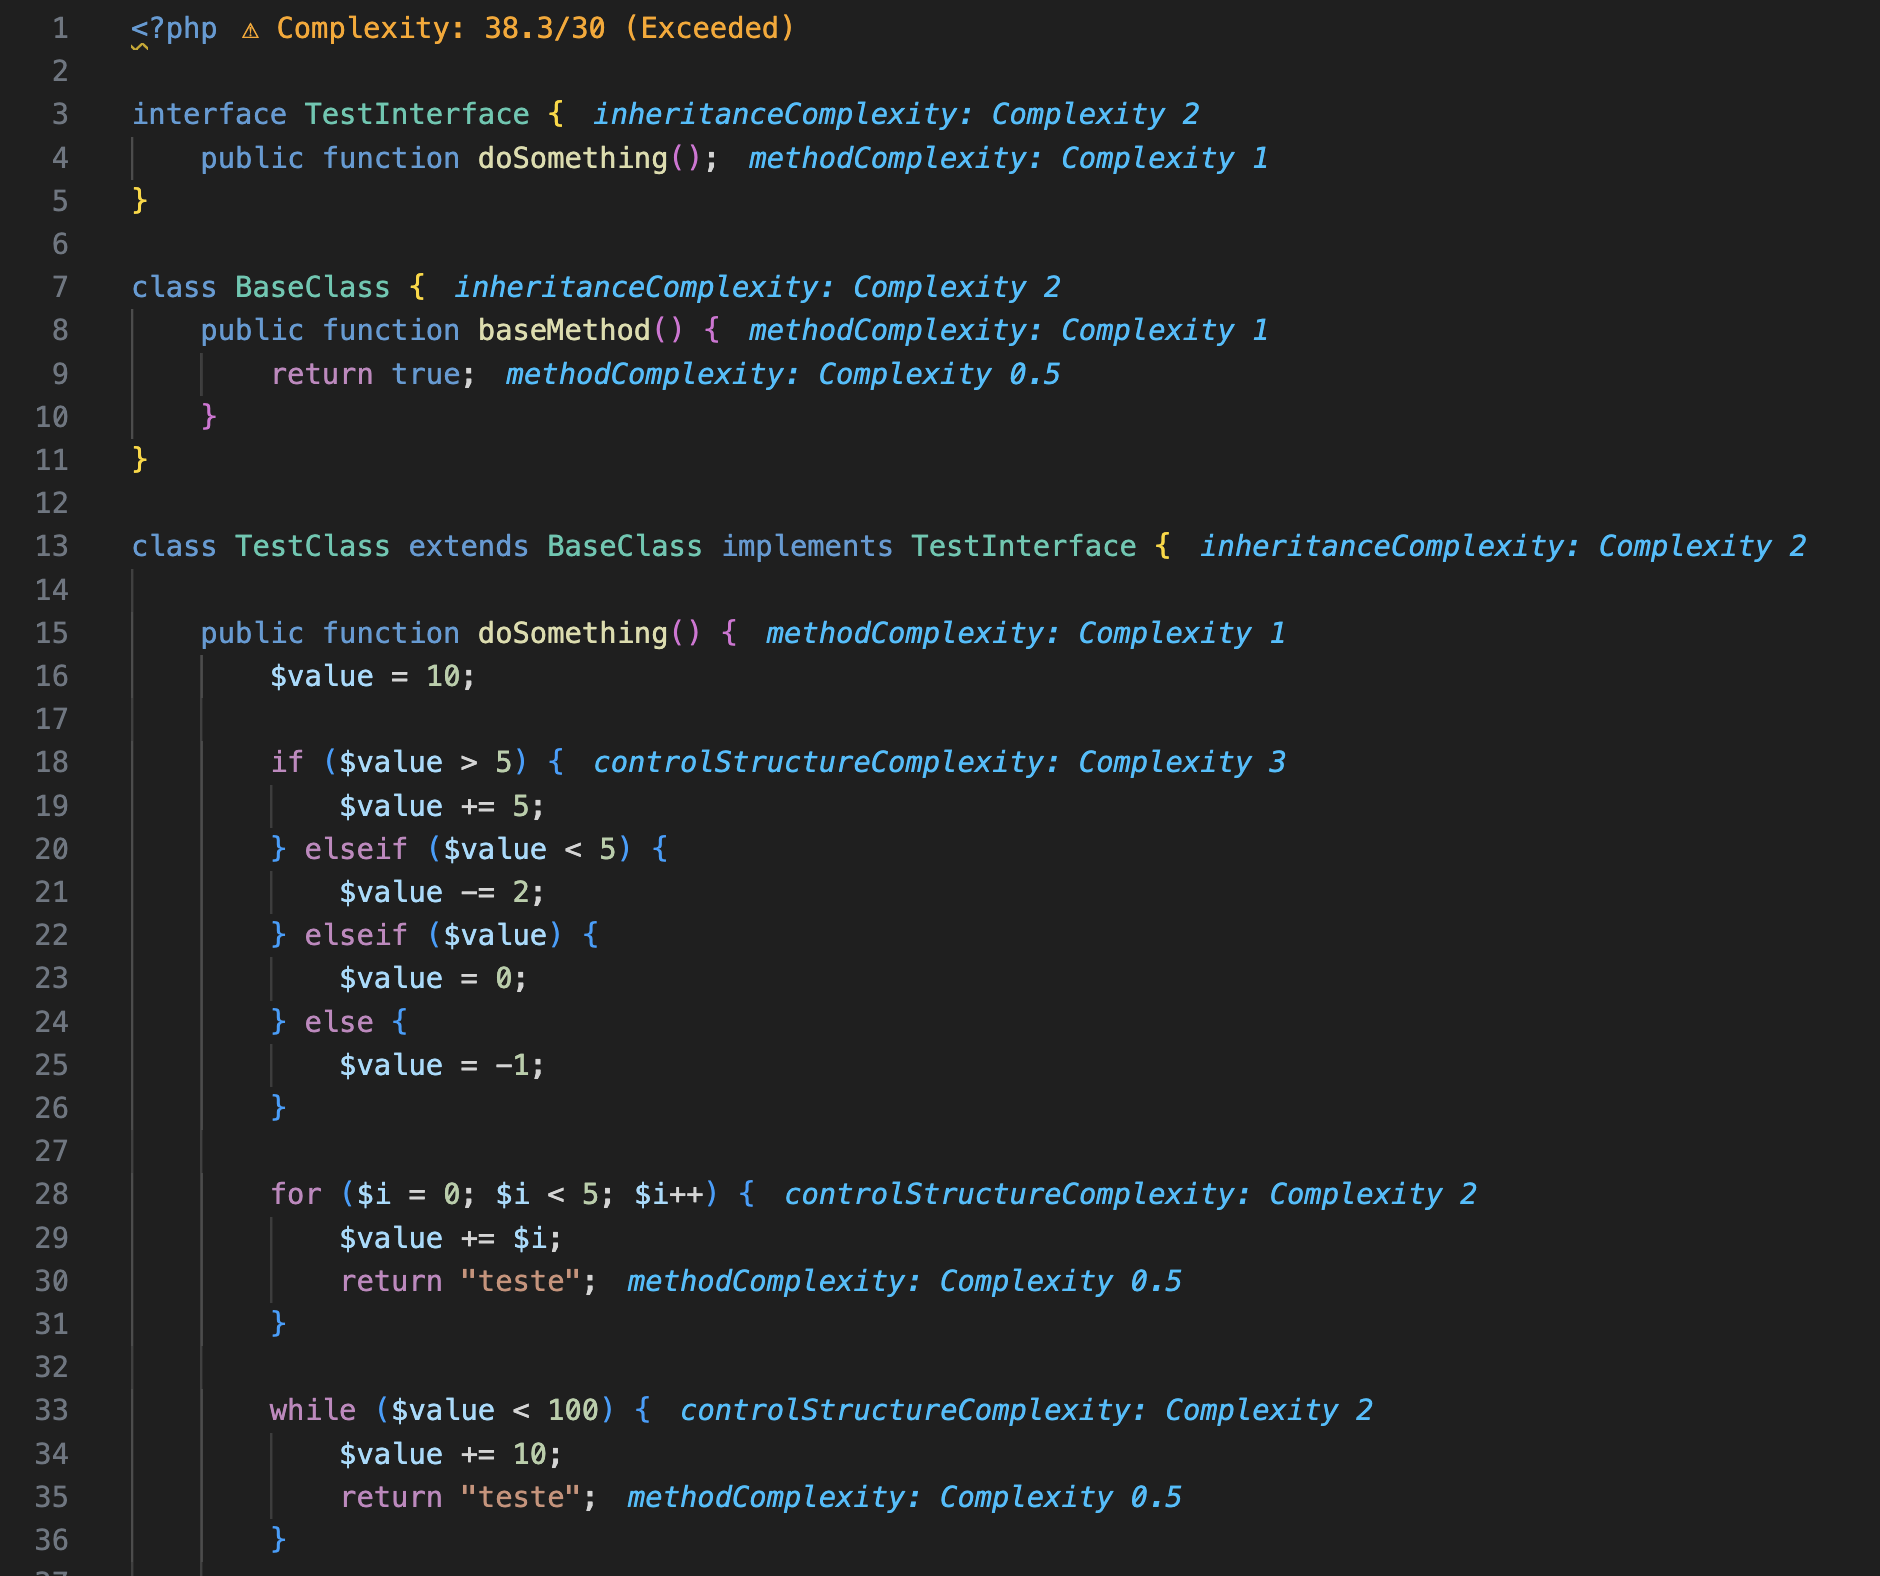 1 <?php ⚠ Complexity: 38.3/30 (Exceeded)
2
3 interface TestInterface { inheritanceComplexity: Complexity 2
4     public function doSomething(); methodComplexity: Complexity 1
5 }
6
7 class BaseClass { inheritanceComplexity: Complexity 2
8     public function baseMethod() { methodComplexity: Complexity 1
9         return true; methodComplexity: Complexity 0.5
10     }
11 }
12
13 class TestClass extends BaseClass implements TestInterface { inheritanceComplexity: Complexity 2
14
15     public function doSomething() { methodComplexity: Complexity 1
16         $value = 10;
17
18         if ($value > 5) { controlStructureComplexity: Complexity 3
19             $value += 5;
20         } elseif ($value < 5) {
21             $value -= 2;
22         } elseif ($value) {
23             $value = 0;
24         } else {
25             $value = -1;
26         }
27
28         for ($i = 0; $i < 5; $i++) { controlStructureComplexity: Complexity 2
29             $value += $i;
30             return "teste"; methodComplexity: Complexity 0.5
31         }
32
33         while ($value < 100) { controlStructureComplexity: Complexity 2
34             $value += 10;
35             return "teste"; methodComplexity: Complexity 0.5
36         }